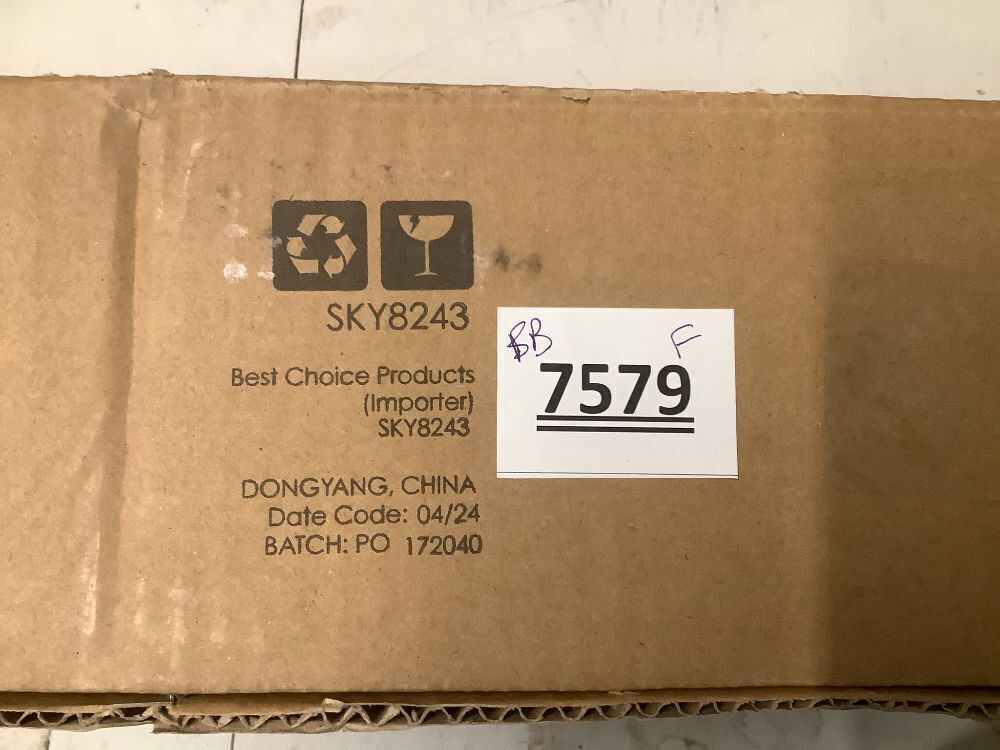 SKY8243
Best Choice Products
(Importer)
SKY8243
DONGYANG, CHINA
Date Code: 04/24
BATCH: PO 172040
BB F
7579